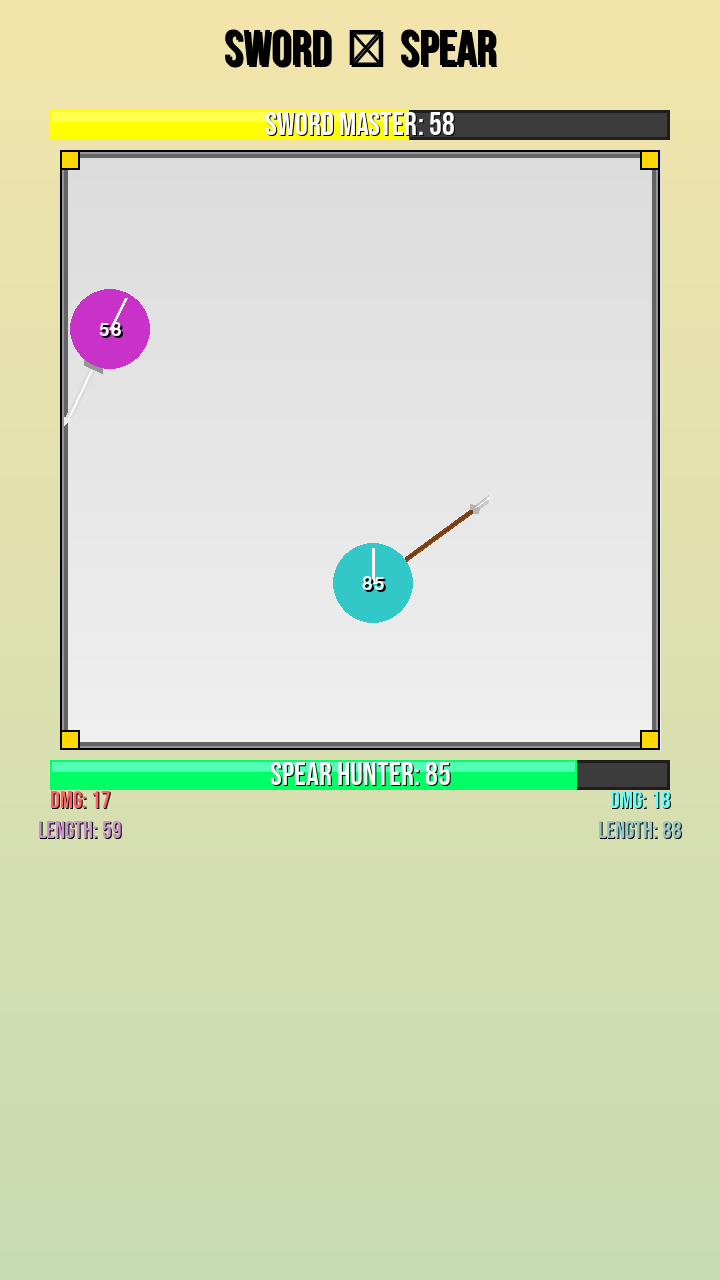 SWORD ☒ SPEAR
SWORD MASTER: 58
58
85
SPEAR HUNTER: 85
DMG: 17 DMG: 18
LENGTH: 59 LENGTH: 88